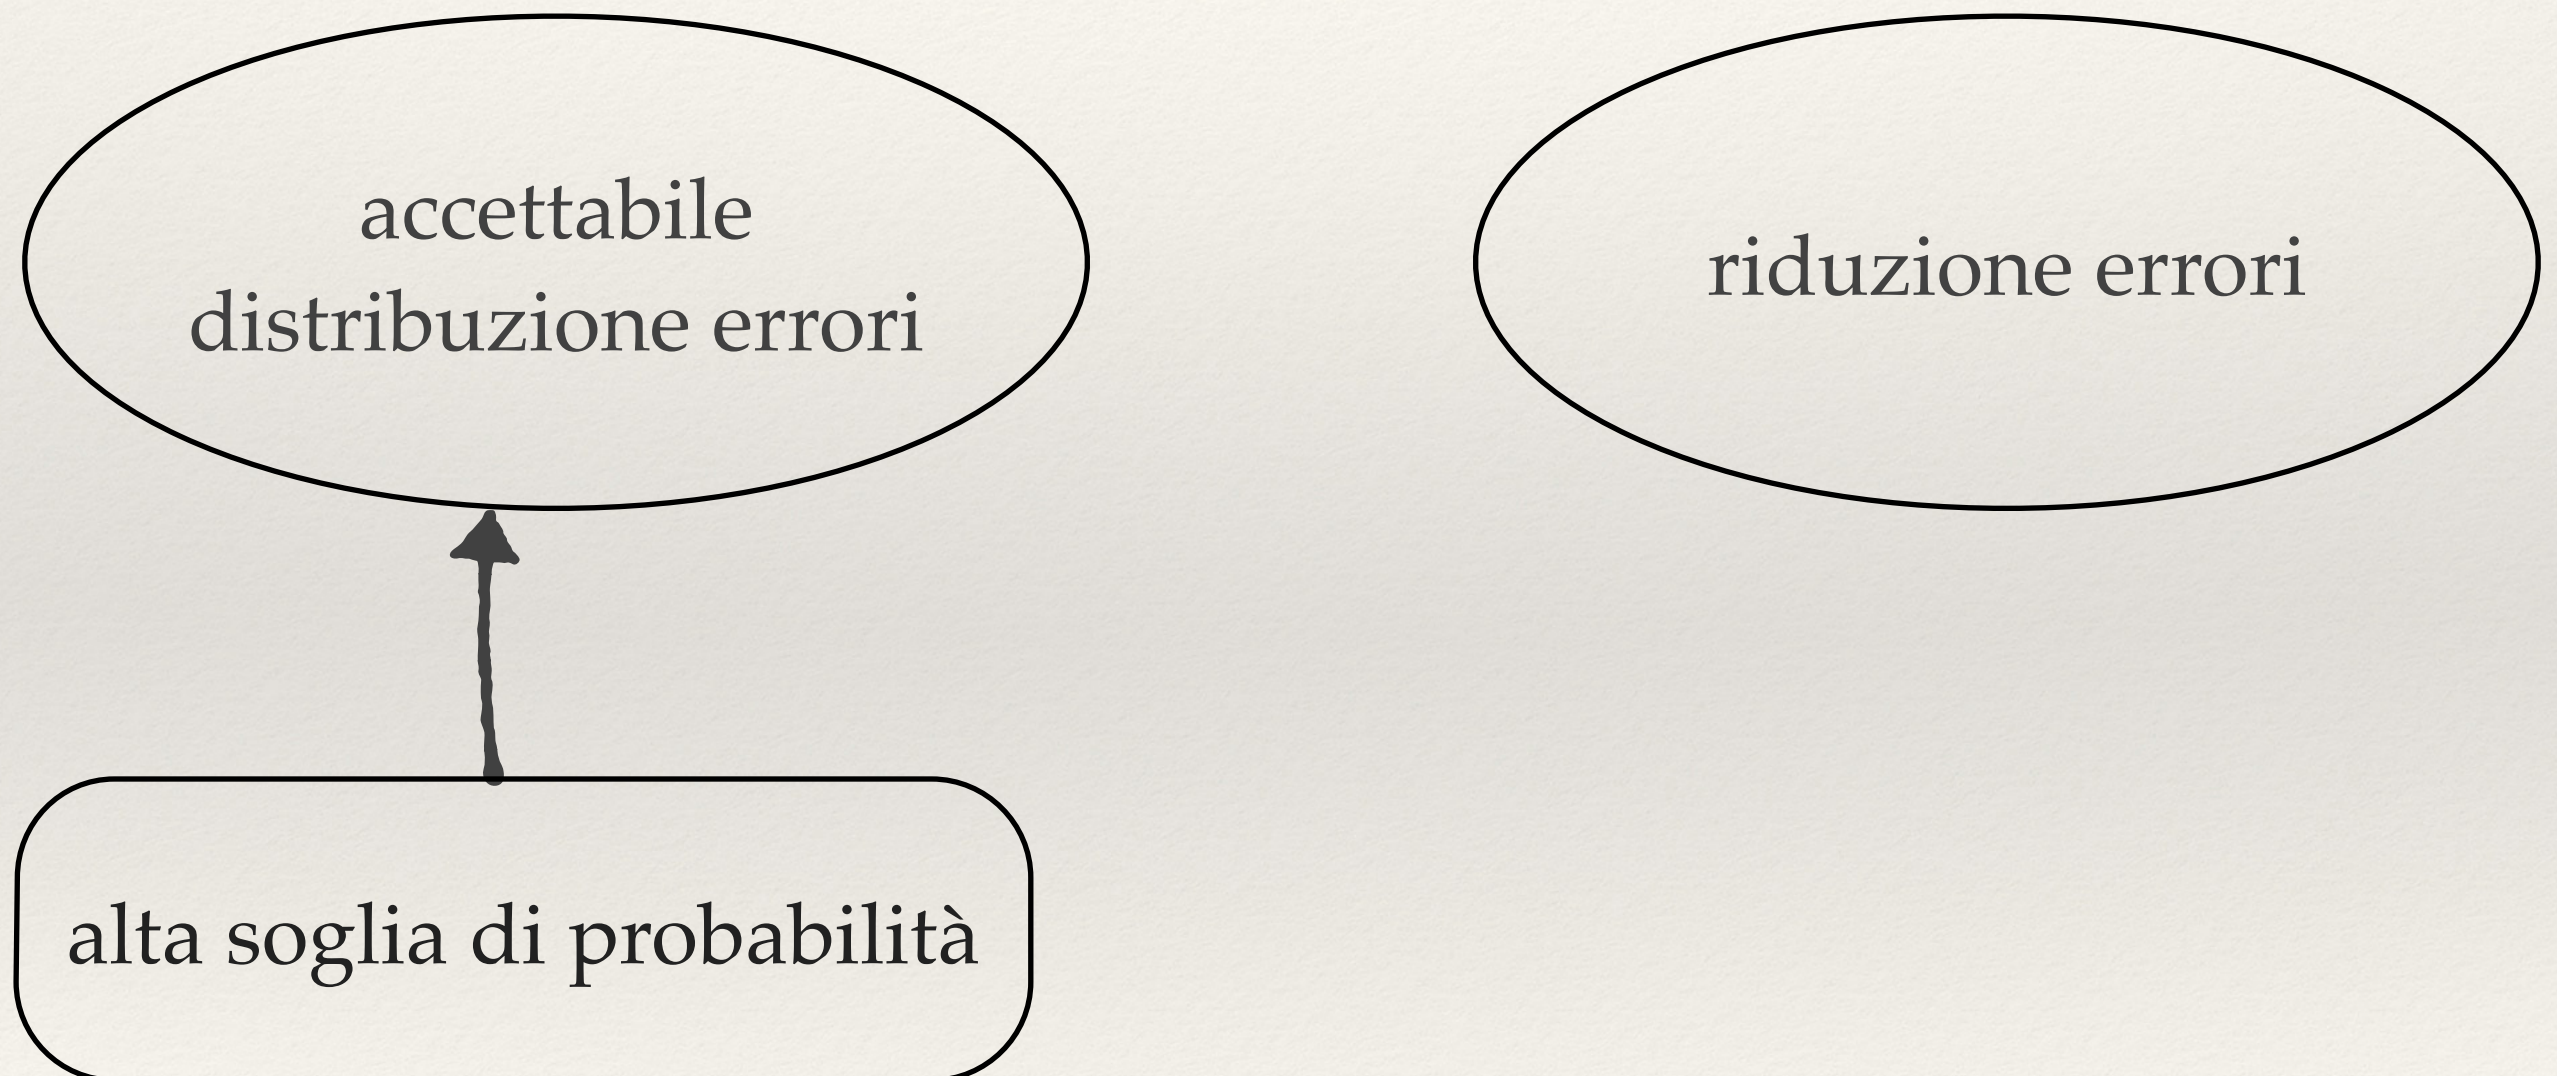 accettabile
distribuzione errori
riduzione errori
alta soglia di probabilità